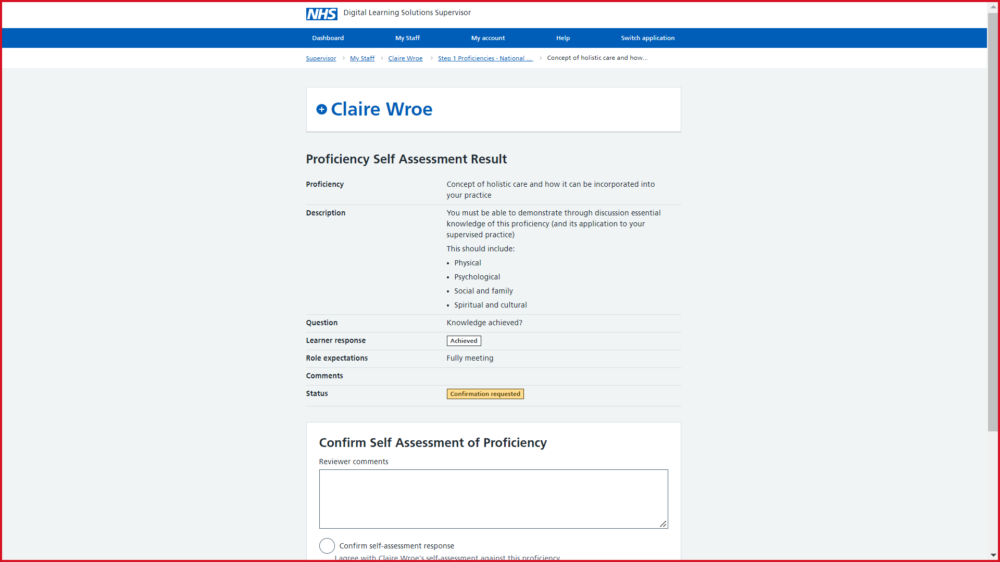 NHS Digital Learning Solutions Supervisor
Dashboard My Staff My account Help Switch application
Supervisor My Staff Claire Wroe Step 1 Proficiencies - National ... Concept of holistic care and how...
Claire Wroe
Proficiency Self Assessment Result
Proficiency Concept of holistic care and how it can be incorporated into
your practice
Description You must be able to demonstrate through discussion essential
knowledge of this proficiency (and its application to your
supervised practice)
This should include:
• Physical
• Psychological
• Social and family
• Spiritual and cultural
Question Knowledge achieved?
Learner response Achieved
Role expectations Fully meeting
Comments
Status Confirmation requested
Confirm Self Assessment of Proficiency
Reviewer comments
Confirm self-assessment response
I agree with Claire Wroe's self-assessment against this proficiency